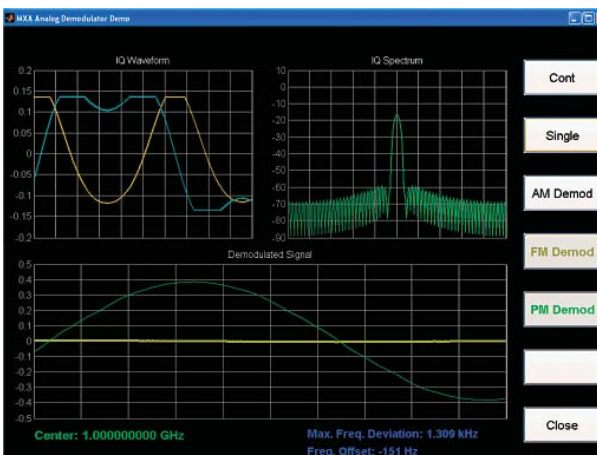 MXA Analog Demodulator Demo
IQ Waveform
0.2
0.15
0.1
0.05
0
-0.05
-0.1
-0.15
-0.2
IQ Spectrum
10
0
-10
-20
-30
-40
-50
-60
-70
-80
-90
Demodulated Signal
0.5
0.4
0.3
0.2
0.1
0
-0.1
-0.2
-0.3
-0.4
-0.5
Center: 1.000000000 GHz
Max. Freq. Deviation: 1.309 kHz
Freq. Offset: -151 Hz
Cont
Single
AM Demod
FM Demod
PM Demod
Close